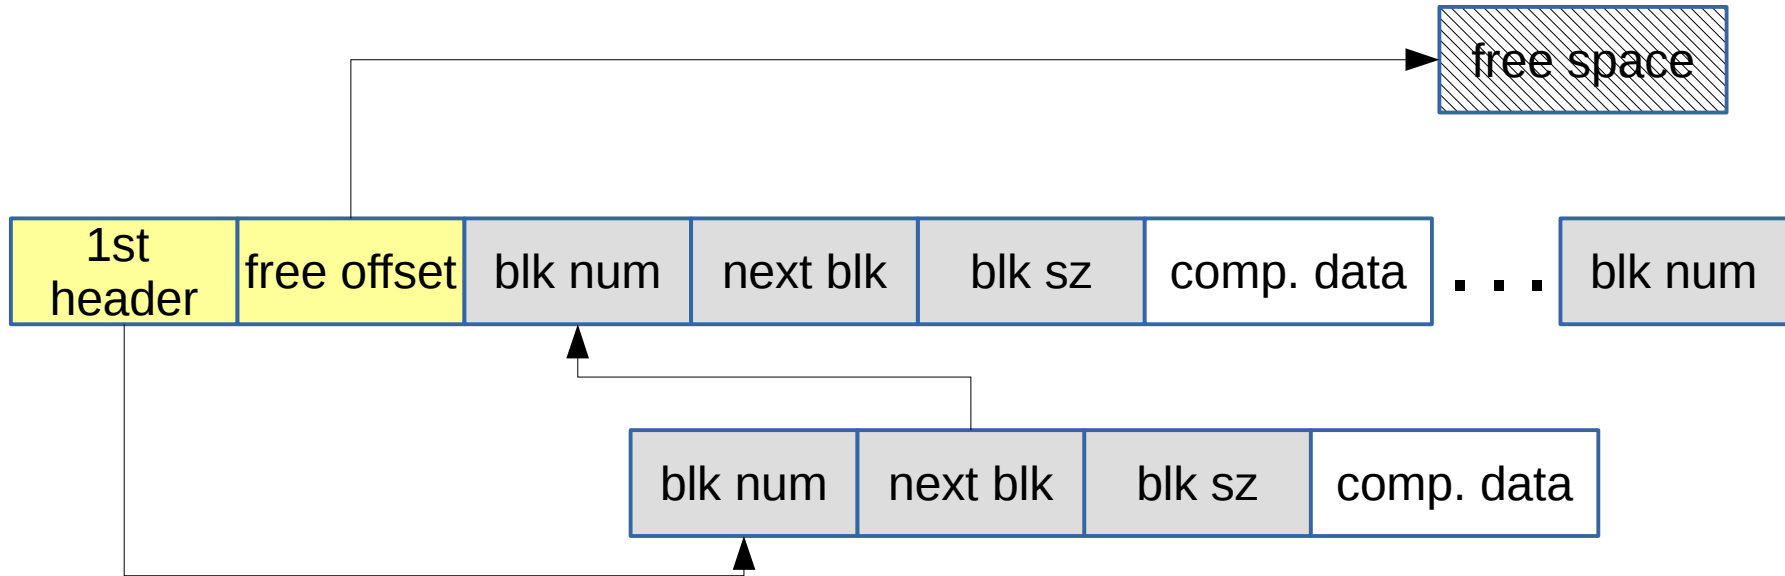 free space
1st
header
free offset
blk num
next blk
blk sz
comp. data
. . .
blk num
blk num
next blk
blk sz
comp. data